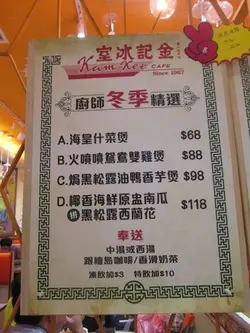 金記冰室
Kam Kee CAFE
Since 1967
廚師冬季精選
A.海皇什菜煲 $68
B.火喷喷鴛鴦雙雞煲 $88
C.焗黑松露油鴨香芋煲 $98
D.椰香海鮮原盅南瓜
拼黑松露西蘭花 $118
奉送
中湯或西湯
跟檀島咖啡/香滑奶茶
凍飲加$3 特飲加$10